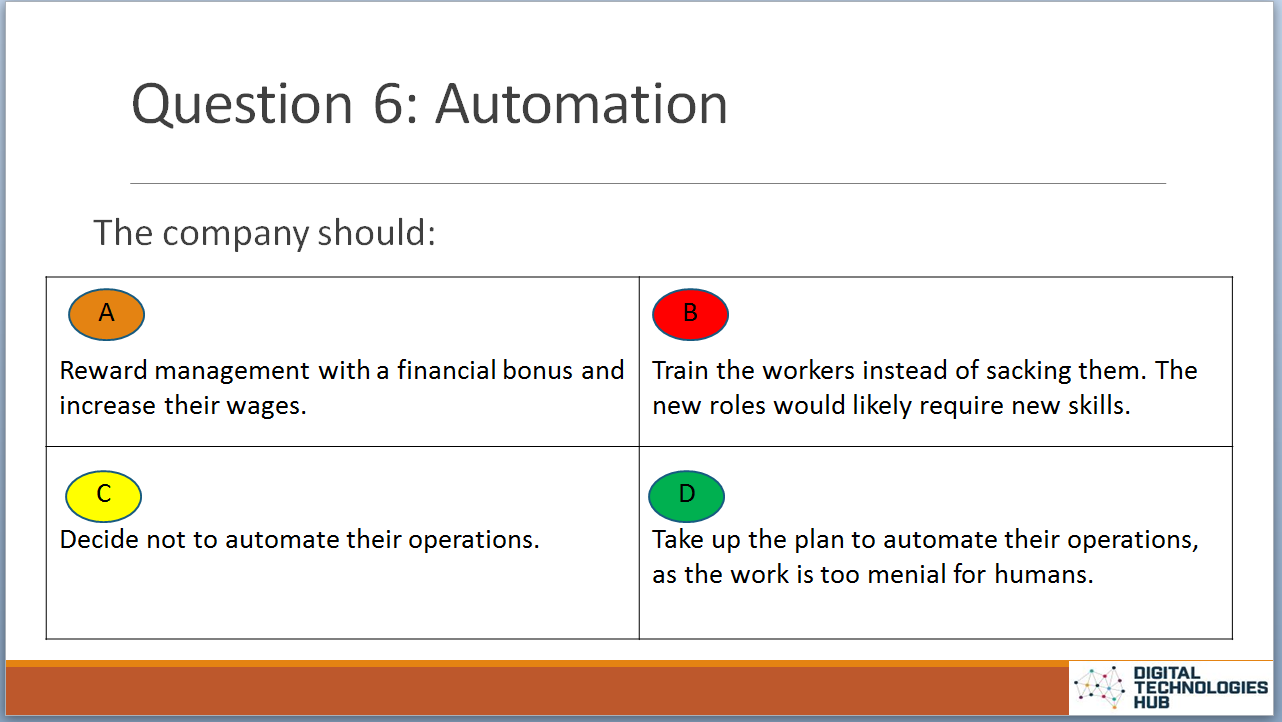 Question 6: Automation
The company should:
A
Reward management with a financial bonus and
increase their wages.
B
Train the workers instead of sacking them. The
new roles would likely require new skills.
C
Decide not to automate their operations.
D
Take up the plan to automate their operations,
as the work is too menial for humans.
DIGITAL
TECHNOLOGIES
HUB